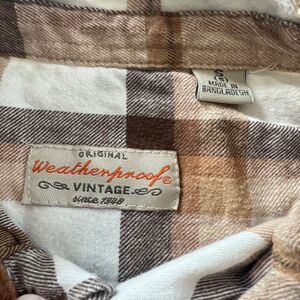 MADE IN
BANGLADESH
ORIGINAL
Weatherproof®
VINTAGE
since 1948